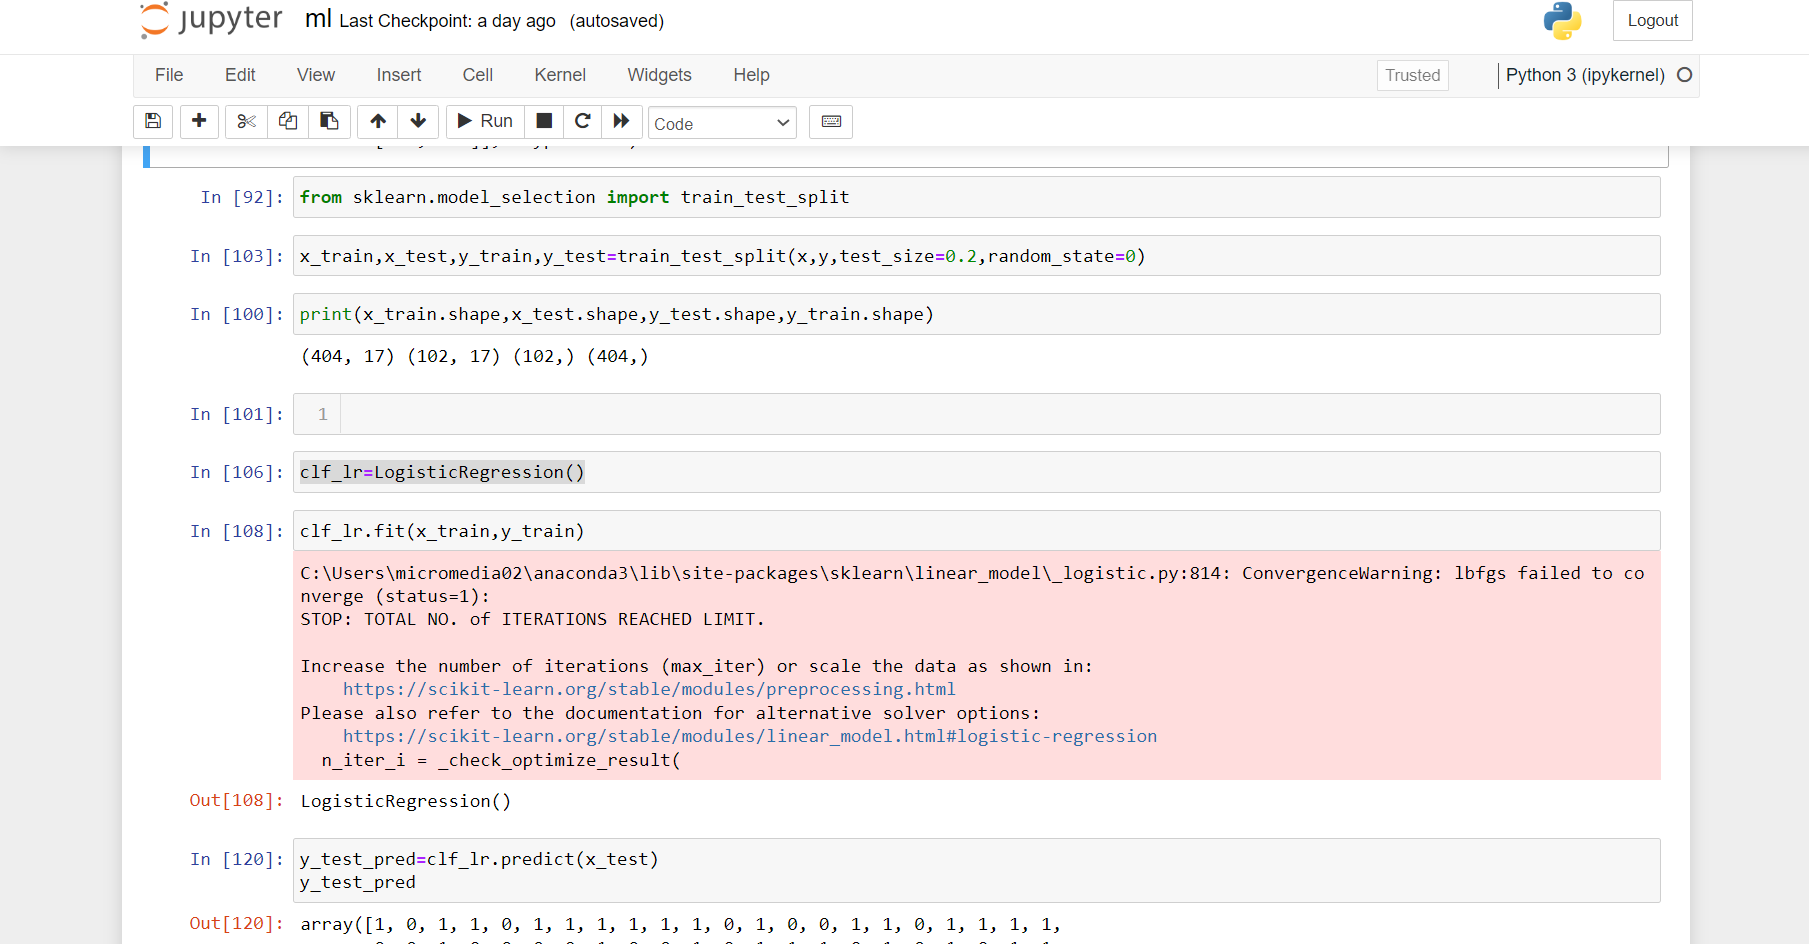 jupyter ml Last Checkpoint: a day ago (autosaved)
Logout
File Edit View Insert Cell Kernel Widgets Help
Trusted
Python 3 (ipykernel)
Run
Code
In [92]: from sklearn.model_selection import train_test_split
In [103]: x_train,x_test,y_train,y_test=train_test_split(x,y,test_size=0.2,random_state=0)
In [100]: print(x_train.shape,x_test.shape,y_test.shape,y_train.shape)
(404, 17) (102, 17) (102,) (404,)
In [101]: 1
In [106]: clf_lr=LogisticRegression()
In [108]: clf_lr.fit(x_train,y_train)
C:\Users\micromedia02\anaconda3\lib\site-packages\sklearn\linear_model\_logistic.py:814: ConvergenceWarning: lbfgs failed to co
nverge (status=1):
STOP: TOTAL NO. of ITERATIONS REACHED LIMIT.
Increase the number of iterations (max_iter) or scale the data as shown in:
https://scikit-learn.org/stable/modules/preprocessing.html
Please also refer to the documentation for alternative solver options:
https://scikit-learn.org/stable/modules/linear_model.html#logistic-regression
n_iter_i = _check_optimize_result(
Out[108]: LogisticRegression()
In [120]: y_test_pred=clf_lr.predict(x_test)
y_test_pred
Out[120]: array([1, 0, 1, 1, 0, 1, 1, 1, 1, 1, 1, 0, 1, 0, 0, 1, 1, 0, 1, 1, 1, 1,